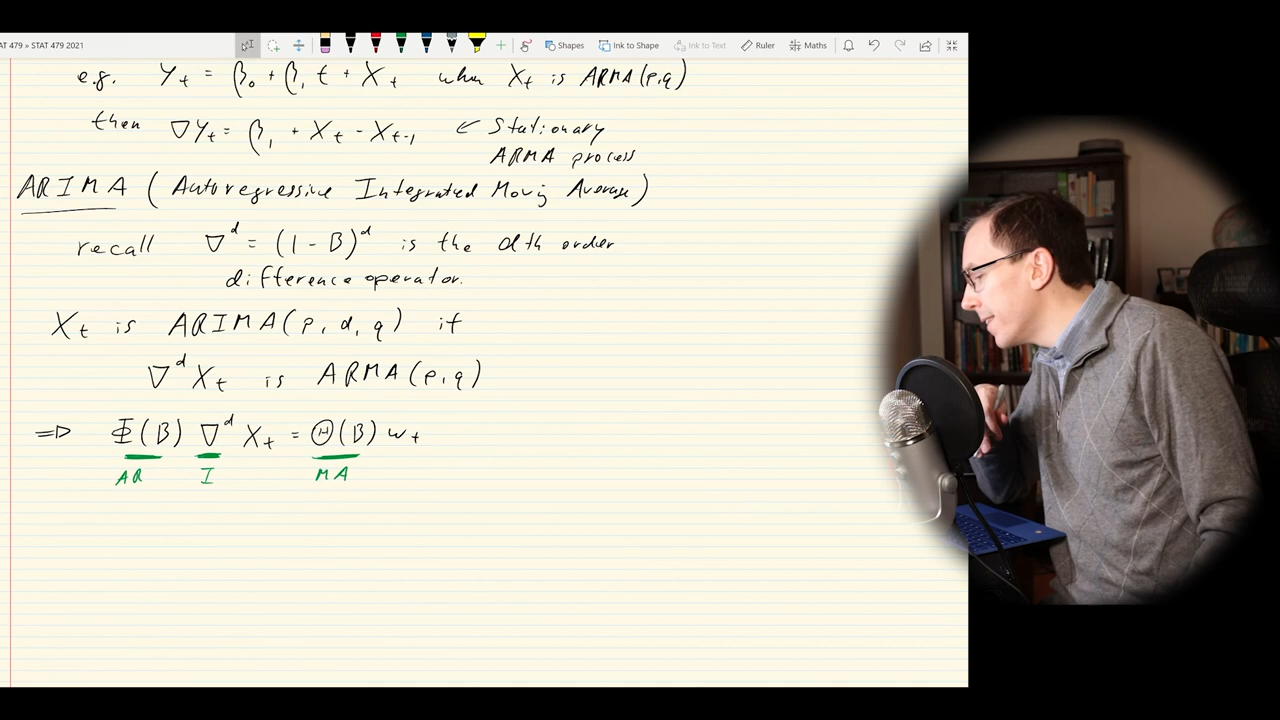 AT 479 » STAT 479 2021
Shapes Ink to Shape Ink to Text Ruler Maths
e.g. Yₜ = β₀ + β₁ t + Xₜ when Xₜ is ARMA(p,q)
then ∇Yₜ = β₁ + Xₜ - Xₜ₋₁ ← Stationary
ARMA process
ARIMA (Autoregressive Integrated Moving Average)
recall ∇ᵈ = (1 - B)ᵈ is the dth order
difference operator.
Xₜ is ARIMA(p, d, q) if
∇ᵈ Xₜ is ARMA(p,q)
⇒ Φ(B) ∇ᵈ Xₜ = Θ(B) wₜ
AR I MA